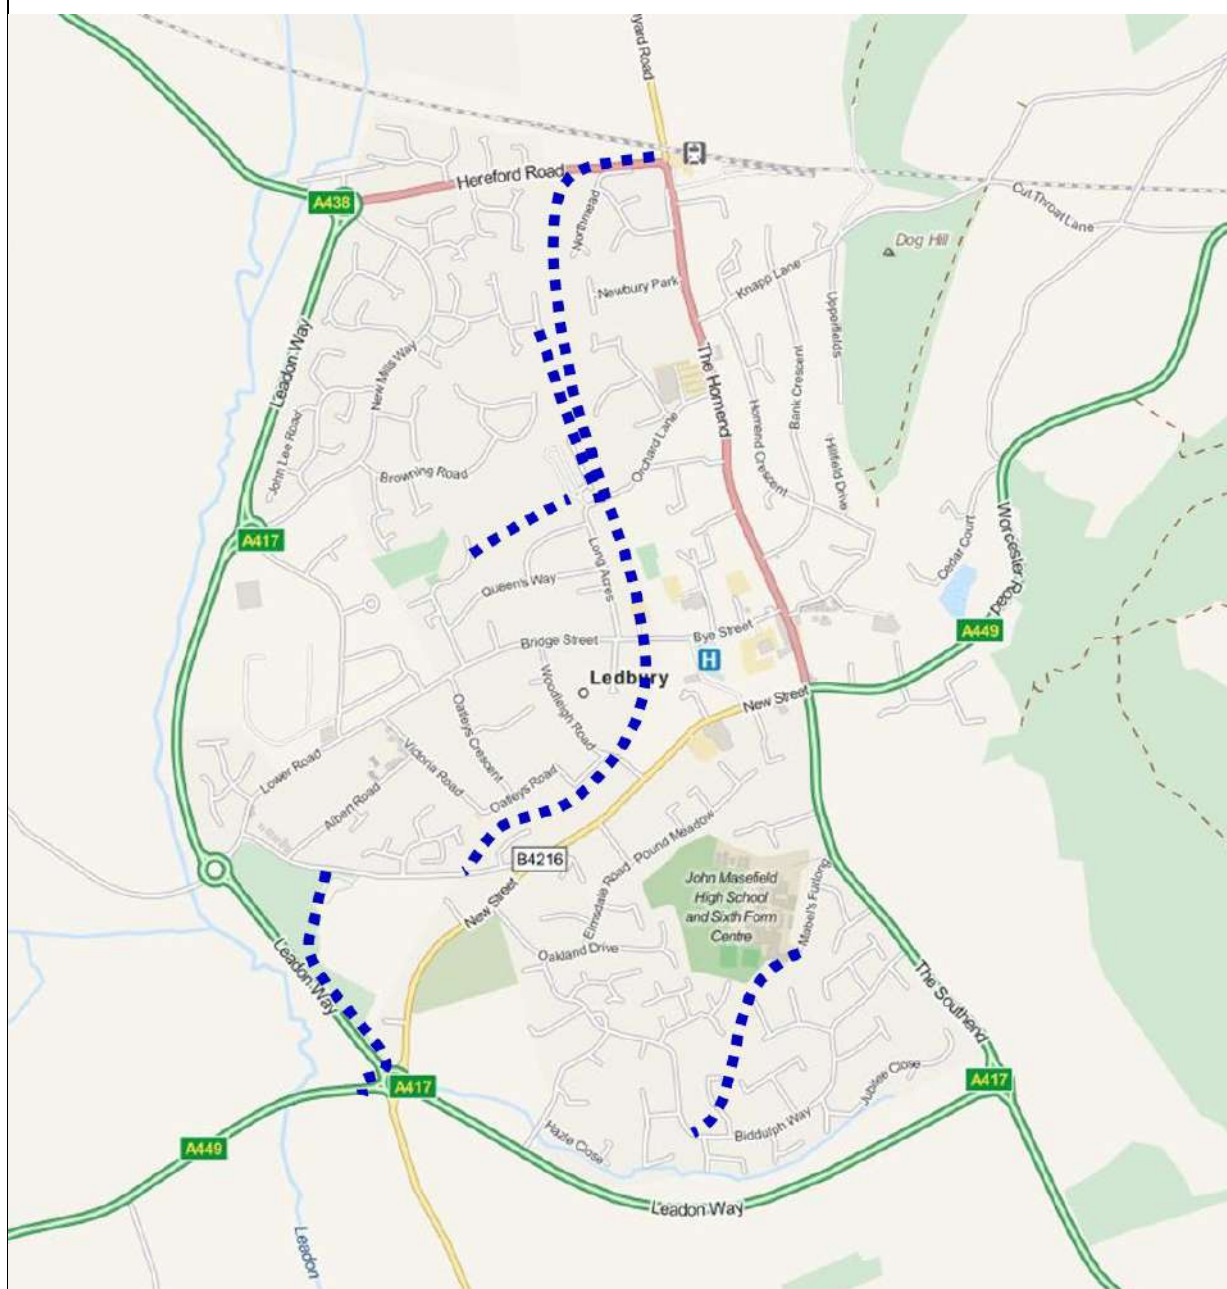 yard Road
Hereford Road
A438
Northmead
Cut Throat Lane
Dog Hill
Knapp Lane
Newbury Park
Upperfields
Leadon Way
New Mills Way
The Homend
Bank Crescent
Homend Crescent
John Lee Road
Browning Road
Orchard Lane
Hillfield Drive
A417
Worcester Road
Cedar Court
Long Acres
Queen's Way
Bridge Street
Bye Street
A449
H
Ledbury
Woodleigh Road
New Street
Oatleys Crescent
Lower Road
Victoria Road
Albert Road
Oatleys Road
B4216
Pound Meadow
Elmsdale Road
New Street
John Masefield
High School
and Sixth Form
Centre
Mabel's Furlong
Oakland Drive
Leadon Way
The Southend
A417
A417
Jubilee Close
Biddulph Way
Hazle Close
A449
Leadon Way
Leadon